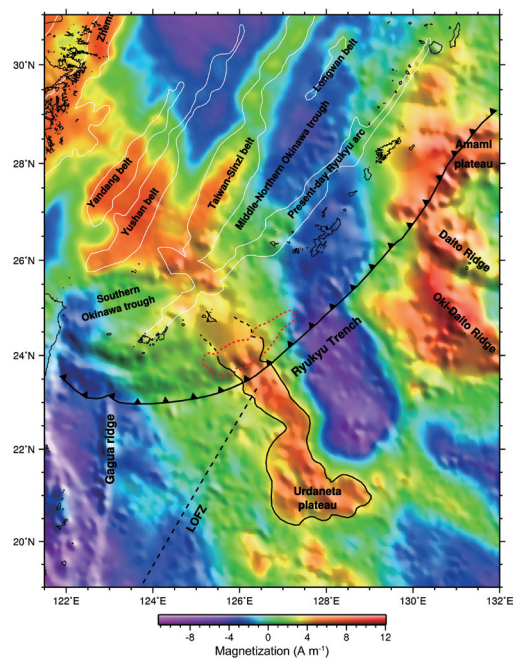 30°N
28°N
26°N
24°N
22°N
20°N
Zhem
Longwan belt
Middle-Northern Okinawa trough
Taiwan-Sinzi belt
Present-day Ryukyu arc
Yandang belt
Yushan belt
Amami
plateau
Daito Ridge
Oki-Daito Ridge
Southern
Okinawa trough
Ryukyu Trench
Gagua ridge
LOFZ
Urdaneta
plateau
122°E
124°E
126°E
128°E
130°E
132°E
-8
-4
0
4
8
12
Magnetization (A m⁻¹)